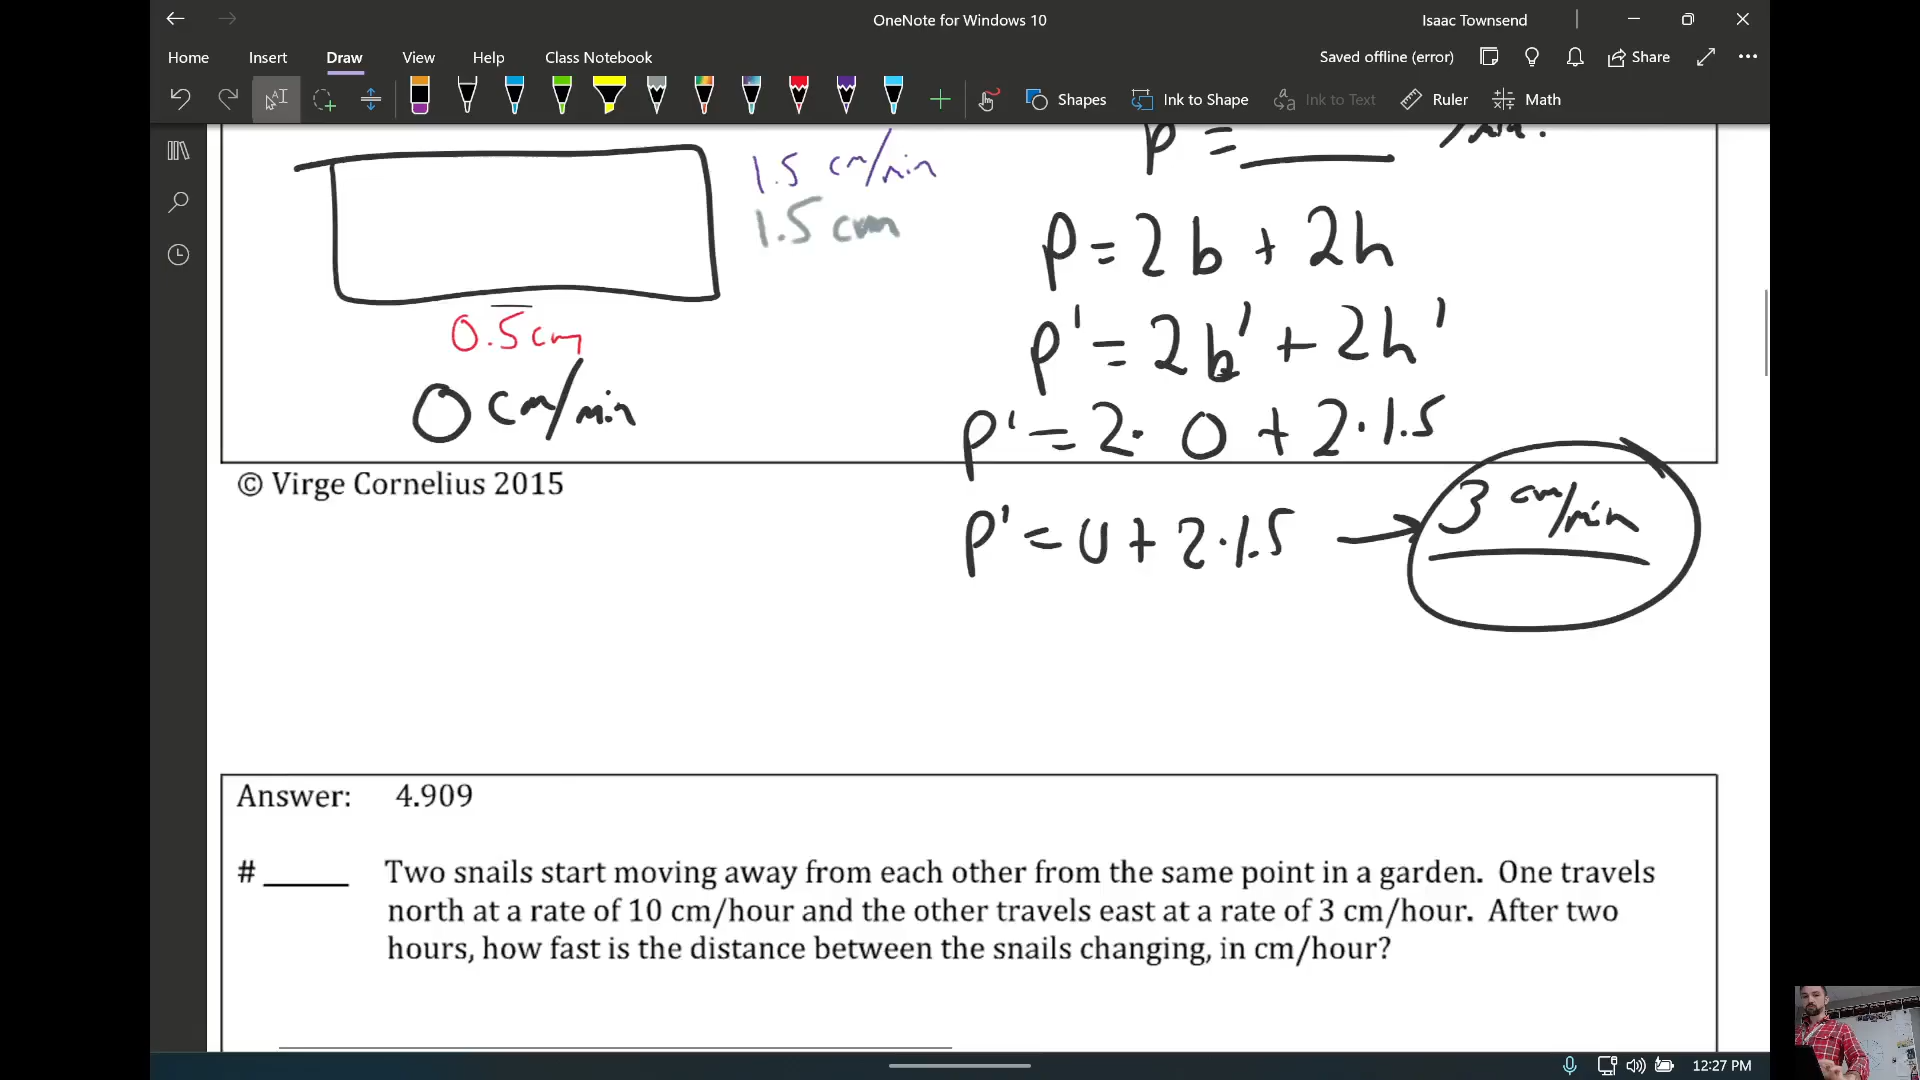 OneNote for Windows 10
Isaac Townsend
Home Insert Draw View Help Class Notebook
Saved offline (error) Share
Shapes Ink to Shape Ink to Text Ruler Math
P = ______
1.5 cm/min
1.5 cm
P = 2b + 2h
0.5cm
P' = 2b' + 2h'
0 cm/min
P' = 2· 0 + 2·1.5
© Virge Cornelius 2015
3 cm/min
P' = 0 + 2·1.5 →
Answer: 4.909
# ______ Two snails start moving away from each other from the same point in a garden. One travels
north at a rate of 10 cm/hour and the other travels east at a rate of 3 cm/hour. After two
hours, how fast is the distance between the snails changing, in cm/hour?
12:27 PM